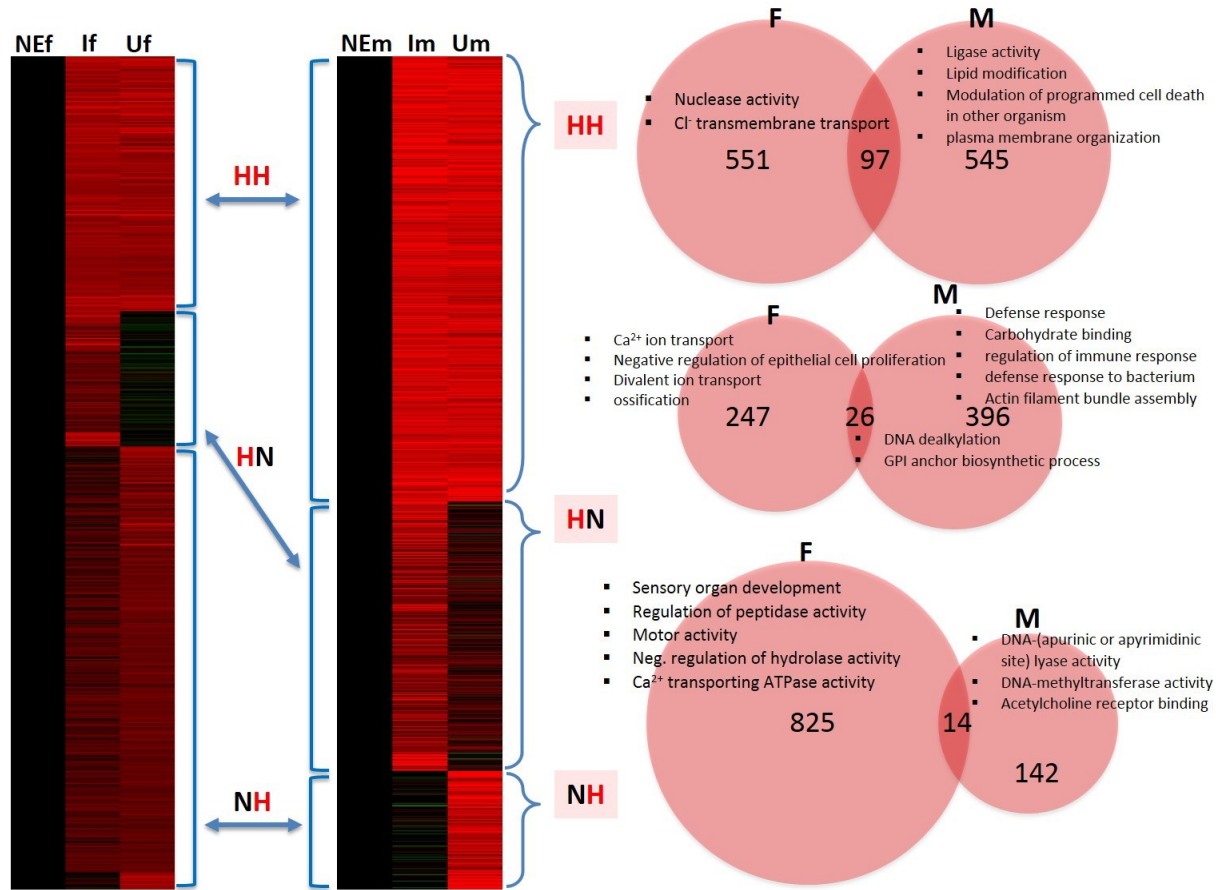 NEf If Uf
NEm Im Um
HH
HN
NH
HH
HN
NH
F
M
▪ Nuclease activity
▪ Cl⁻ transmembrane transport
▪ Ligase activity
▪ Lipid modification
▪ Modulation of programmed cell death
in other organism
▪ plasma membrane organization
551
97
545
F
M
▪ Ca²⁺ ion transport
▪ Negative regulation of epithelial cell proliferation
▪ Divalent ion transport
▪ ossification
▪ Defense response
▪ Carbohydrate binding
▪ regulation of immune response
▪ defense response to bacterium
▪ Actin filament bundle assembly
247
26
396
▪ DNA dealkylation
▪ GPI anchor biosynthetic process
F
M
▪ Sensory organ development
▪ Regulation of peptidase activity
▪ Motor activity
▪ Neg. regulation of hydrolase activity
▪ Ca²⁺ transporting ATPase activity
▪ DNA-(apurinic or apyrimidinic
site) lyase activity
▪ DNA-methyltransferase activity
▪ Acetylcholine receptor binding
825
14
142